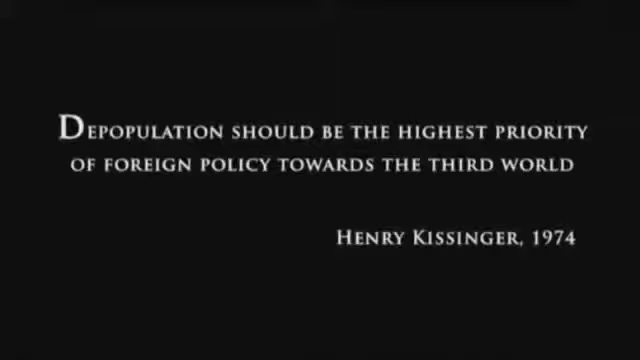 Depopulation should be the highest priority
of foreign policy towards the third world
Henry Kissinger, 1974